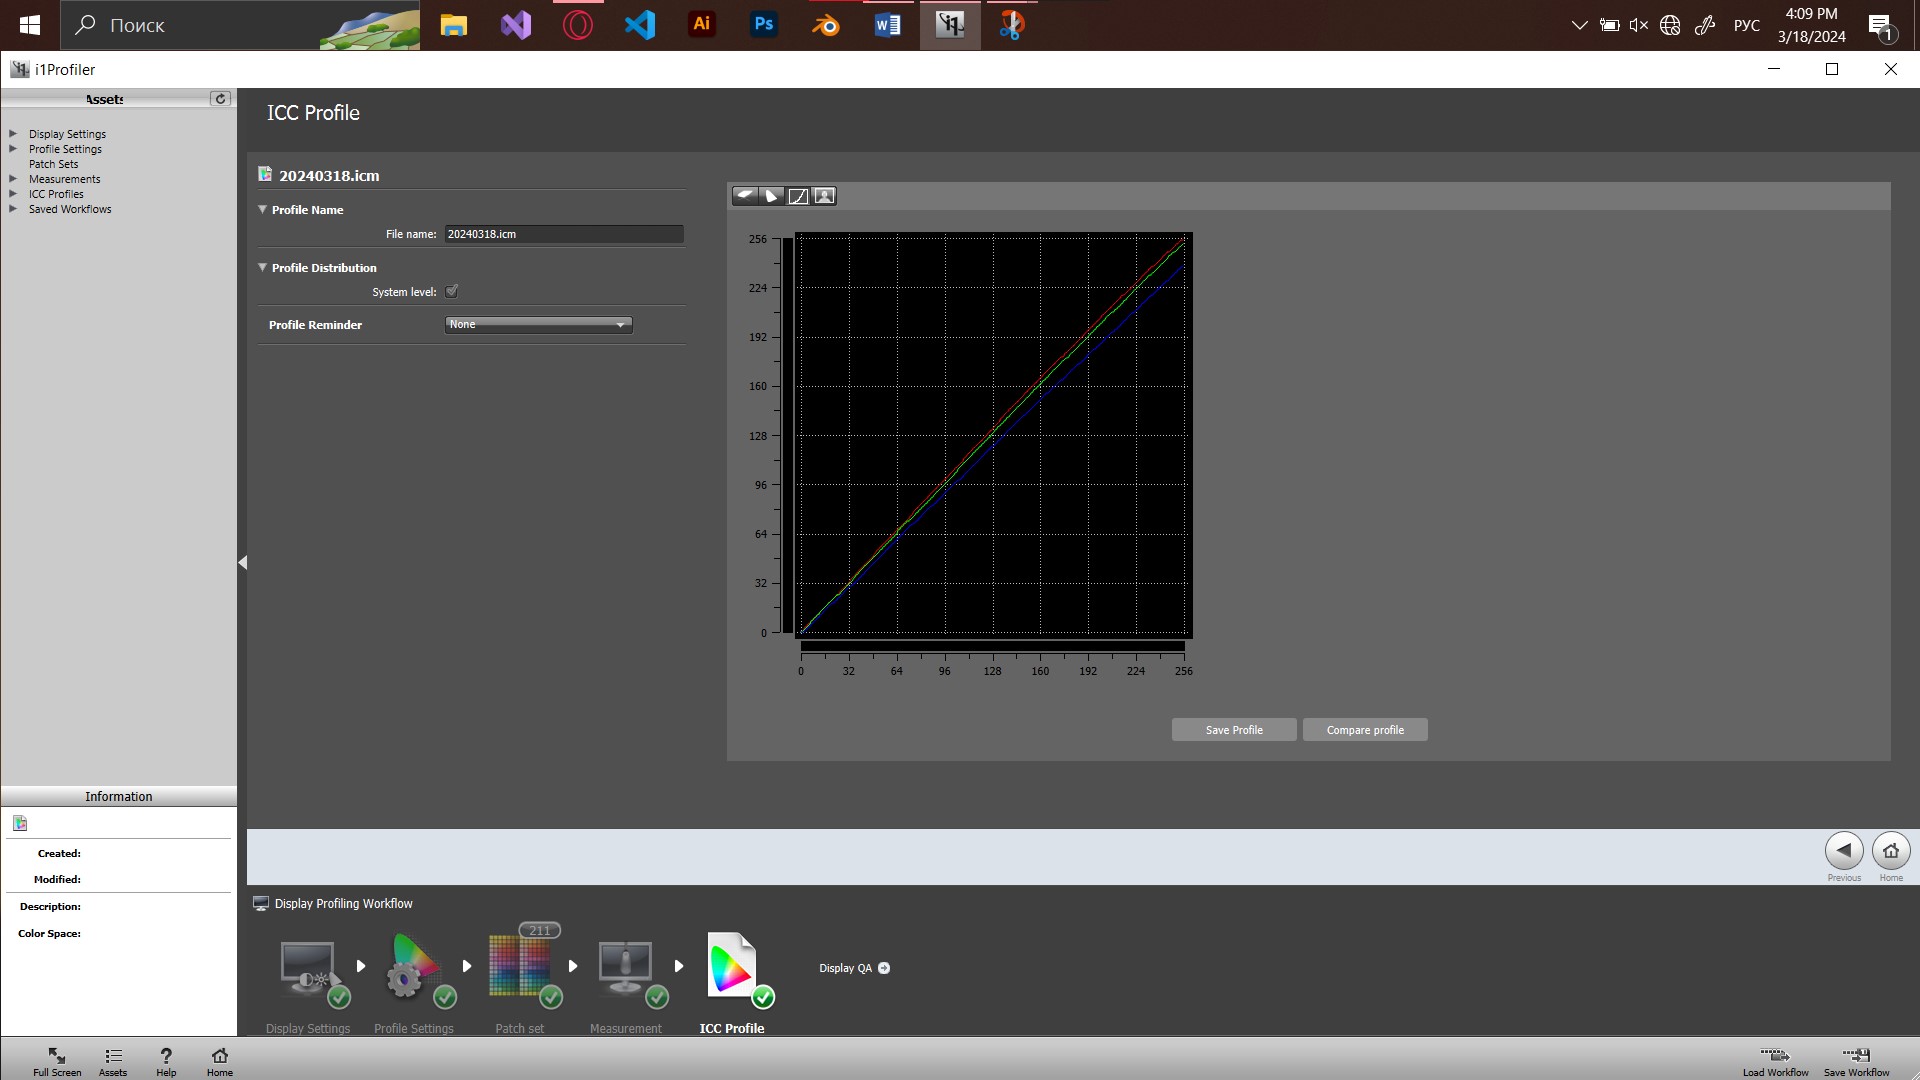 Поиск
Ai
Ps
РУС
4:09 PM
3/18/2024
1
i1Profiler
Assets
Display Settings
Profile Settings
Patch Sets
Measurements
ICC Profiles
Saved Workflows
ICC Profile
20240318.icm
Profile Name
File name: 20240318.icm
Profile Distribution
System level:
Profile Reminder None
256
224
192
160
128
96
64
32
0
0 32 64 96 128 160 192 224 256
Save Profile Compare profile
Information
Created:
Modified:
Description:
Color Space:
Previous Home
Display Profiling Workflow
211
Display QA
Display Settings Profile Settings Patch set Measurement ICC Profile
Full Screen Assets Help Home Load Workflow Save Workflow